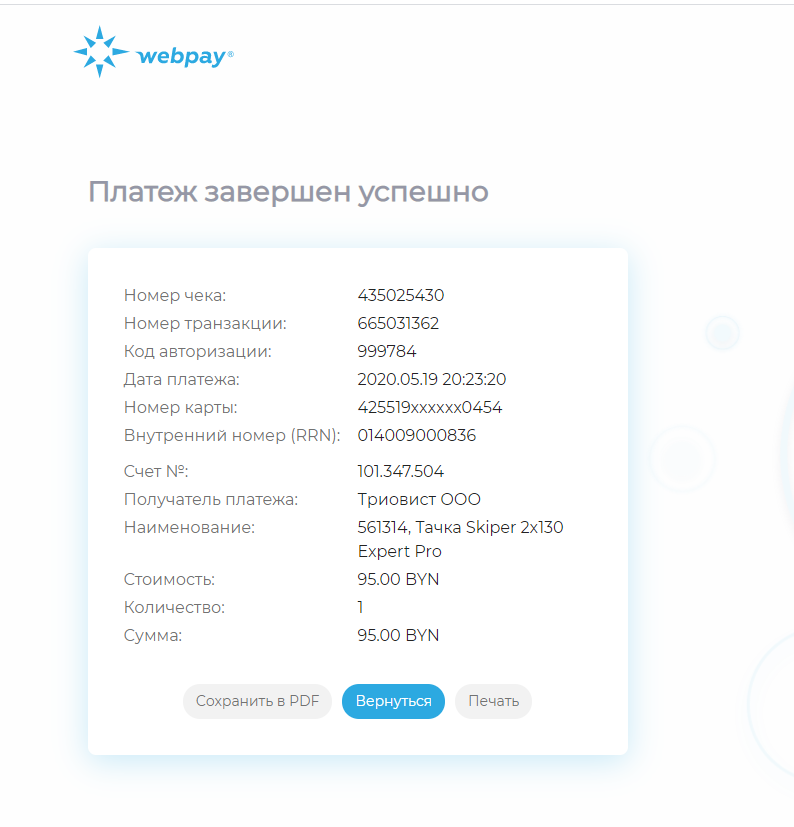 webpay®
Платеж завершен успешно
Номер чека: 435025430
Номер транзакции: 665031362
Код авторизации: 999784
Дата платежа: 2020.05.19 20:23:20
Номер карты: 425519xxxxxx0454
Внутренний номер (RRN): 014009000836
Счет №: 101.347.504
Получатель платежа: Триовист ООО
Наименование: 561314, Тачка Skiper 2x130
Expert Pro
Стоимость: 95.00 BYN
Количество: 1
Сумма: 95.00 BYN
Сохранить в PDF Вернуться Печать